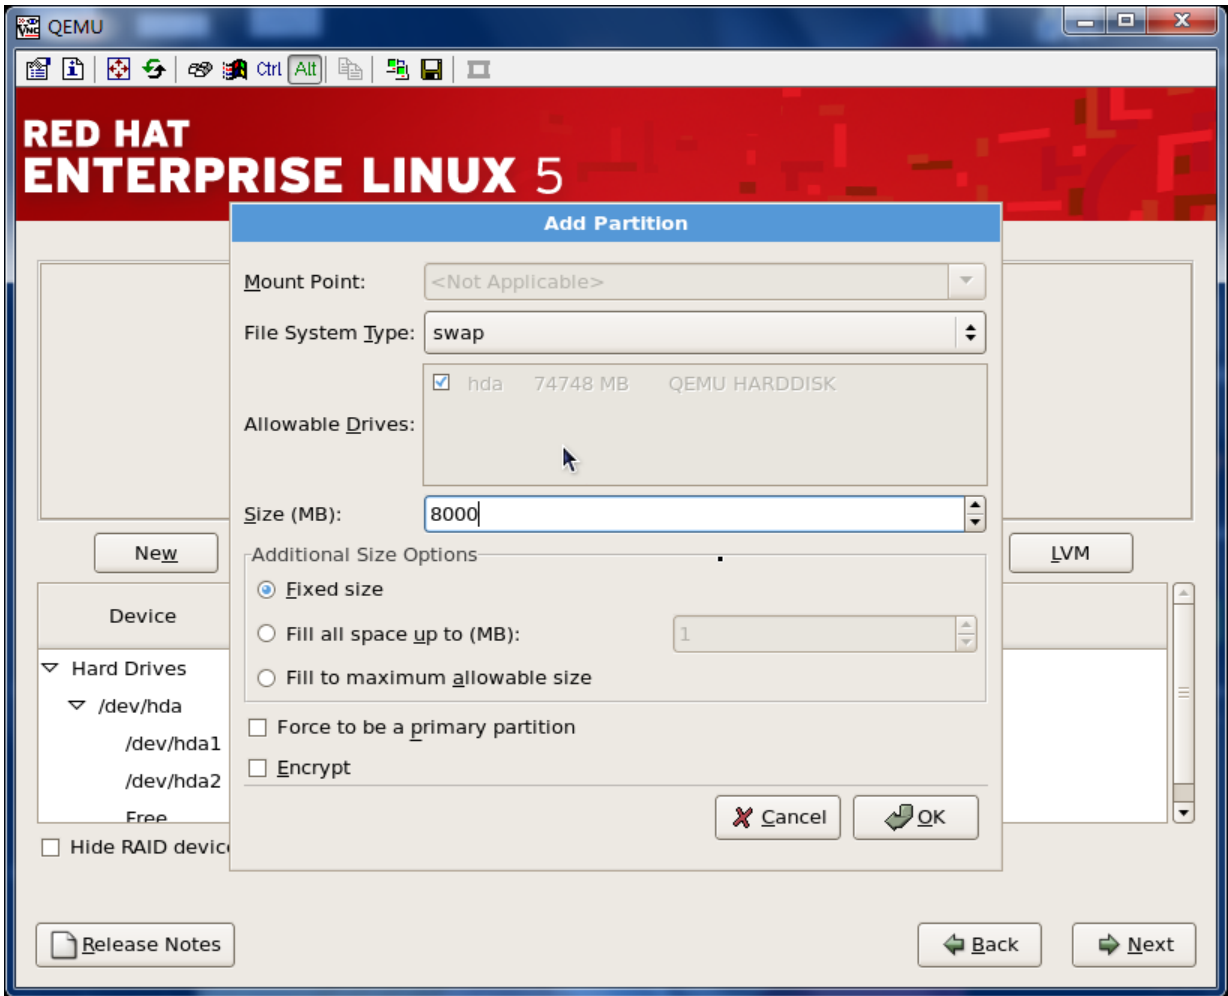 QEMU
Ctrl Alt
RED HAT
ENTERPRISE LINUX 5
Add Partition
Mount Point: <Not Applicable>
File System Type: swap
hda 74748 MB QEMU HARDDISK
Allowable Drives:
Size (MB): 8000
New
LVM
Additional Size Options
Fixed size
Device
Fill all space up to (MB): 1
Hard Drives
Fill to maximum allowable size
/dev/hda
Force to be a primary partition
/dev/hda1
Encrypt
/dev/hda2
Free
Cancel OK
Hide RAID devic
Release Notes Back Next